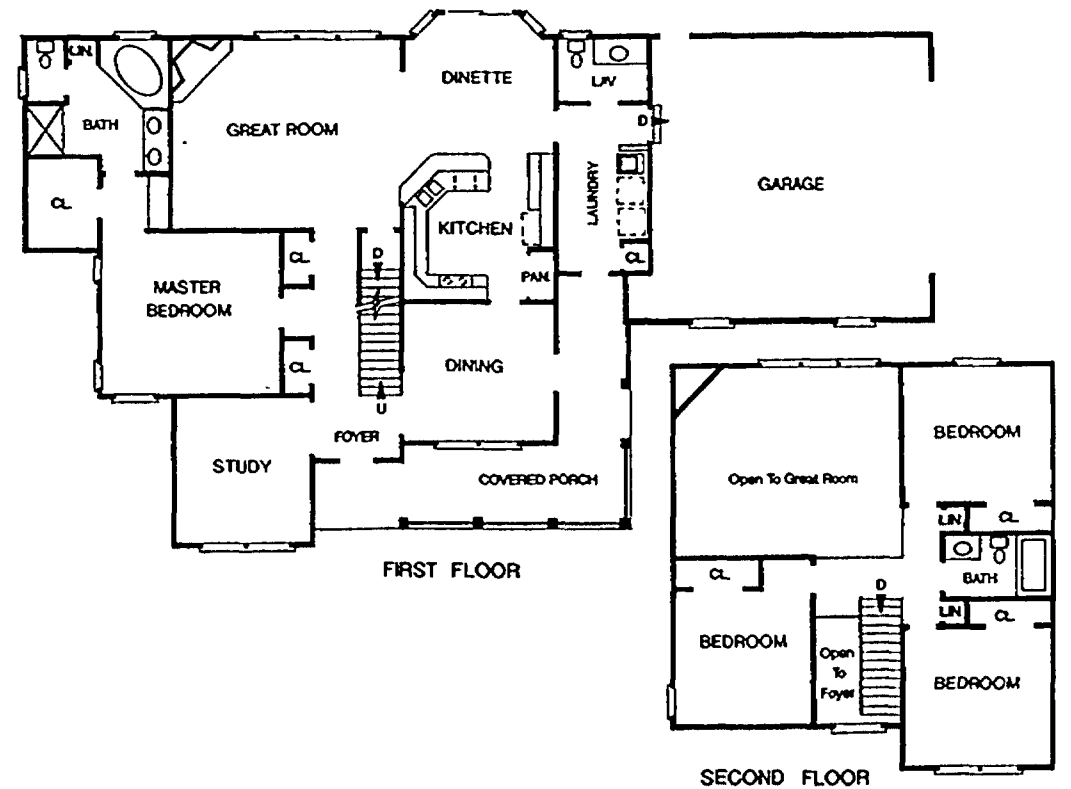 LIN.
DINETTE
LAV.
BATH
GREAT ROOM
D
GARAGE
LAUNDRY
CL.
KITCHEN
D
CL.
CL.
PAN.
MASTER
BEDROOM
CL.
DINING
U
FOYER
STUDY
COVERED PORCH
FIRST FLOOR
BEDROOM
Open To Great Room
LIN.
CL.
CL.
BATH
D
LIN.
CL.
BEDROOM
Open
To
Foyer
BEDROOM
SECOND FLOOR